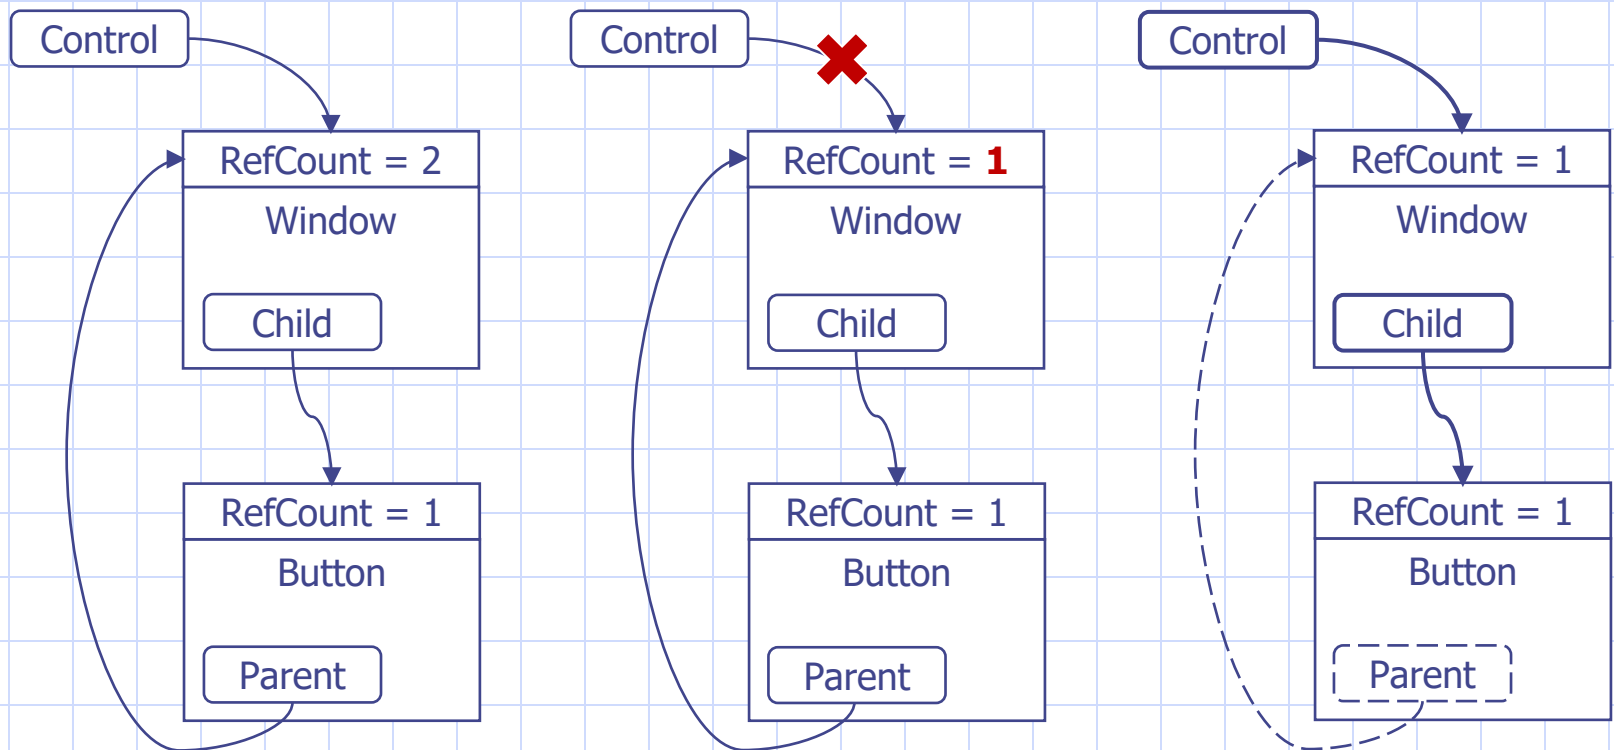 Control
RefCount = 2
Window
Child
RefCount = 1
Button
Parent
Control
RefCount = 1
Window
Child
RefCount = 1
Button
Parent
Control
RefCount = 1
Window
Child
RefCount = 1
Button
Parent